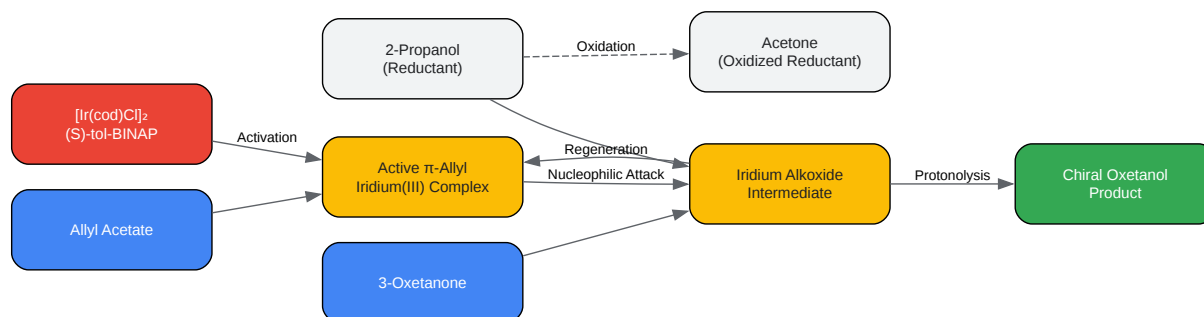 2-Propanol
(Reductant)
Oxidation
Acetone
(Oxidized Reductant)
[Ir(cod)Cl]₂
(S)-tol-BINAP
Activation
Active π-Allyl
Iridium(III) Complex
Regeneration
Nucleophilic Attack
Iridium Alkoxide
Intermediate
Protonolysis
Chiral Oxetanol
Product
Allyl Acetate
3-Oxetanone